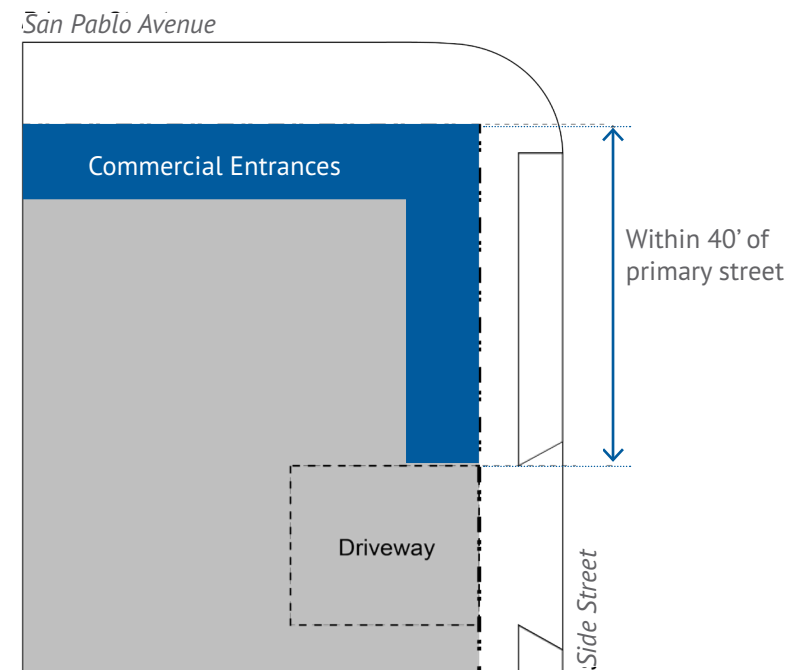 San Pablo Avenue
Commercial Entrances
Within 40’ of
primary street
Driveway
Side Street